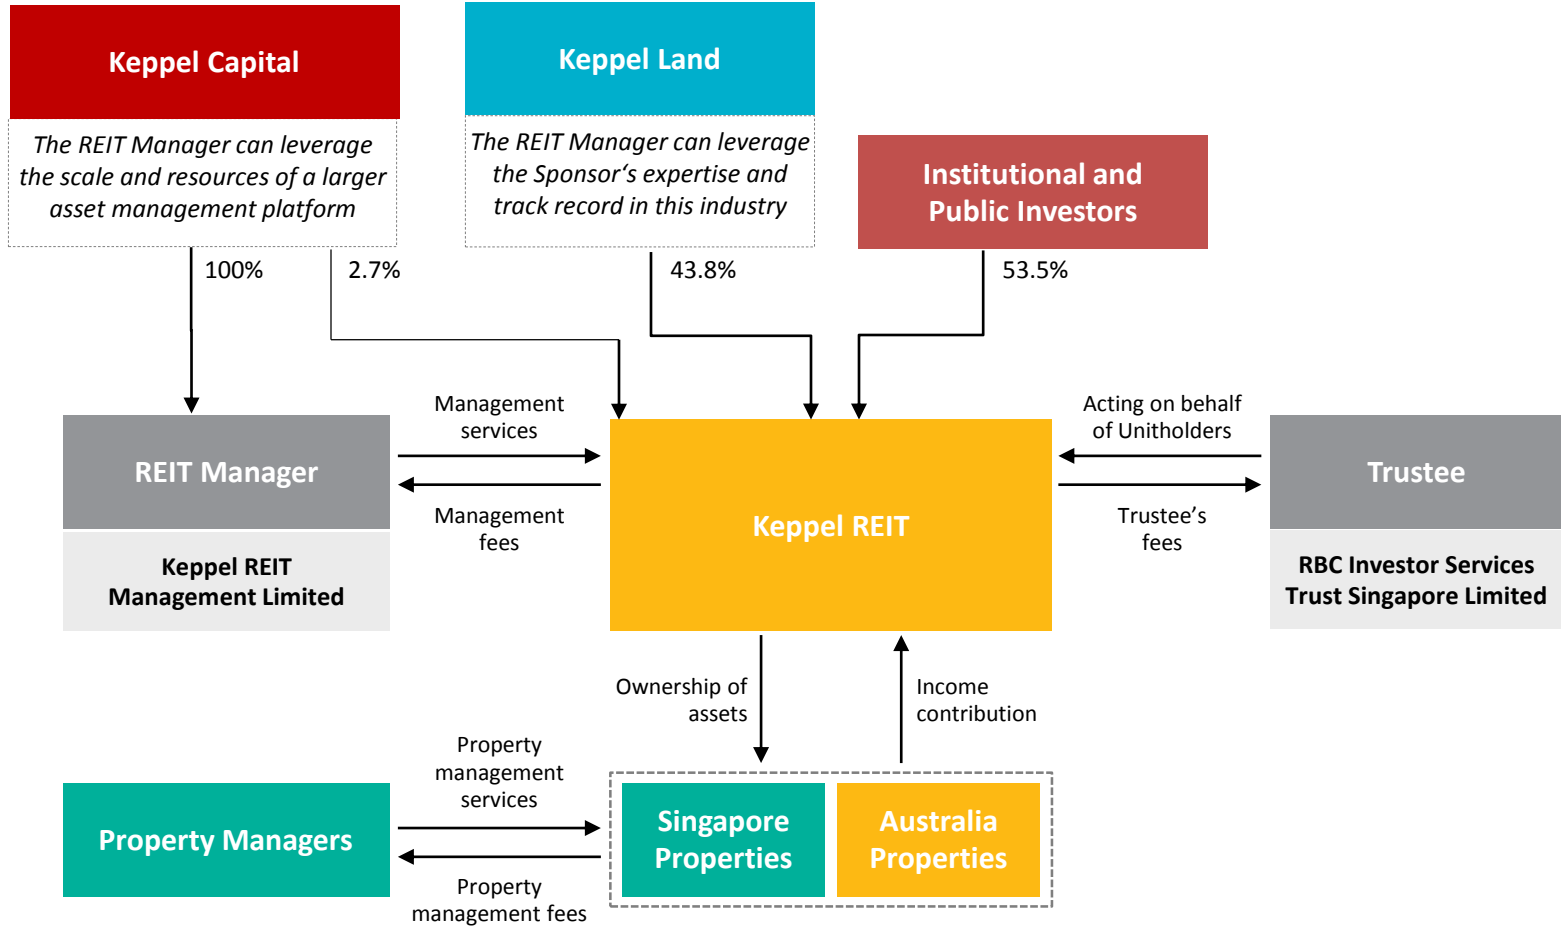 Keppel Capital
The REIT Manager can leverage
the scale and resources of a larger
asset management platform
Keppel Land
The REIT Manager can leverage
the Sponsor‘s expertise and
track record in this industry
Institutional and
Public Investors
100%
2.7%
43.8%
53.5%
REIT Manager
Keppel REIT
Management Limited
Management
services
Management
fees
Keppel REIT
Acting on behalf
of Unitholders
Trustee’s
fees
Trustee
RBC Investor Services
Trust Singapore Limited
Ownership of
assets
Income
contribution
Property Managers
Property
management
services
Property
management fees
Singapore
Properties
Australia
Properties